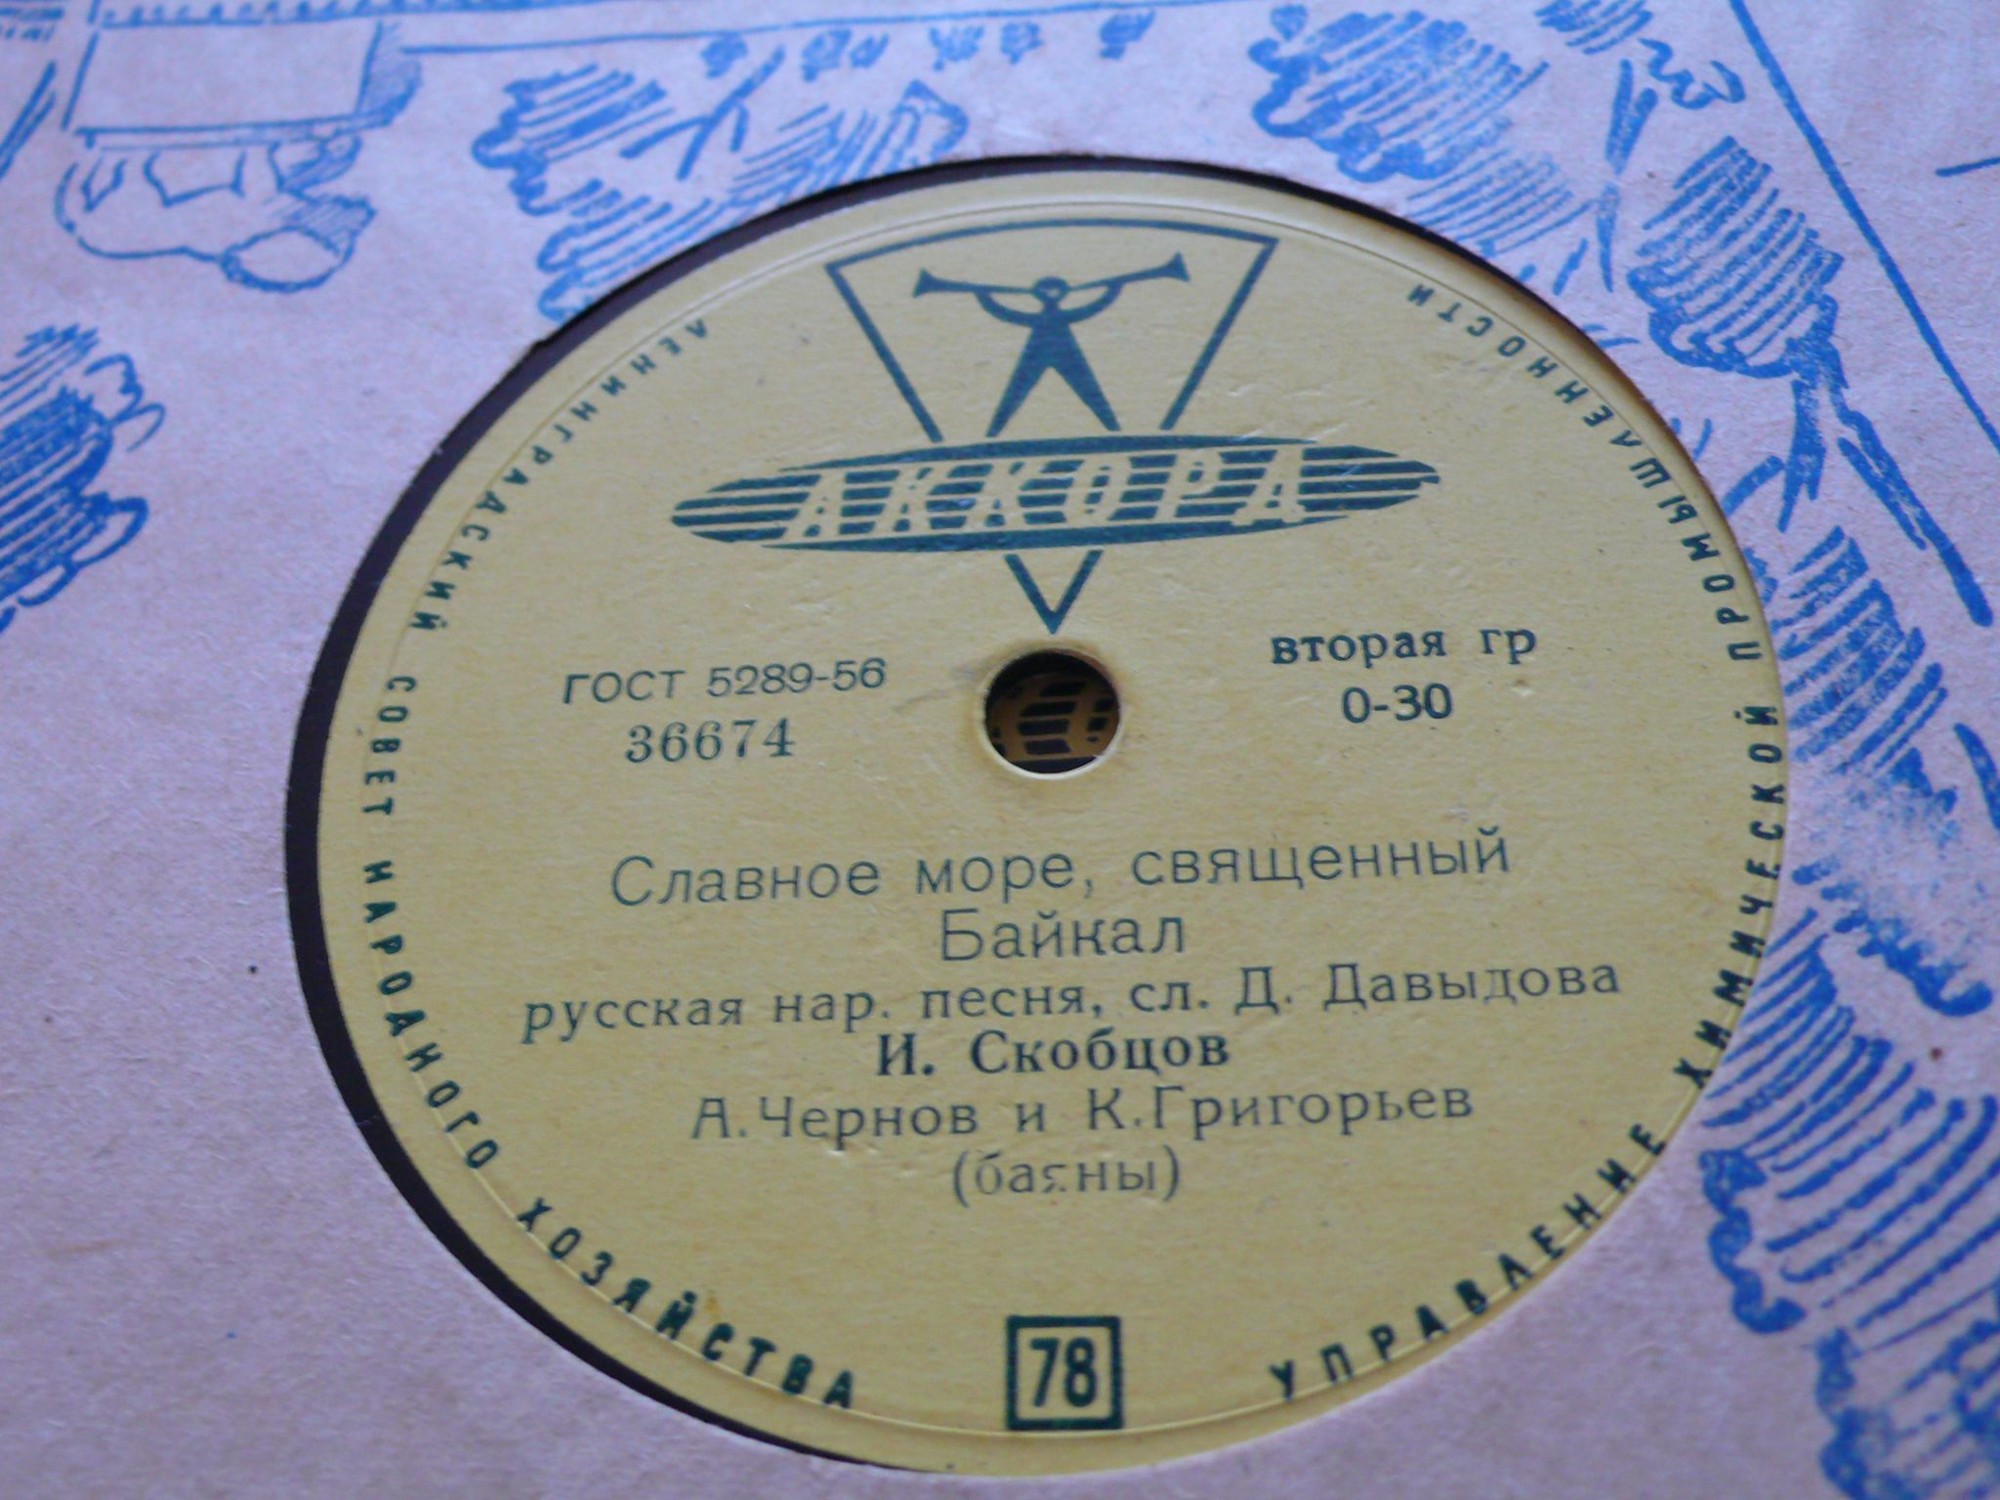 АККОРД
ГОСТ 5289-56
36674
вторая гр
0-30
Славное море, священный
Байкал
русская нар. песня, сл. Д. Давыдова
И. Скобцов
А.Чернов и К.Григорьев
(баяны)
78
ЛЕНИНГРАДСКИЙ СОВЕТ НАРОДНОГО ХОЗЯЙСТВА
УПРАВЛЕНИЕ ХИМИЧЕСКОЙ ПРОМЫШЛЕННОСТИ